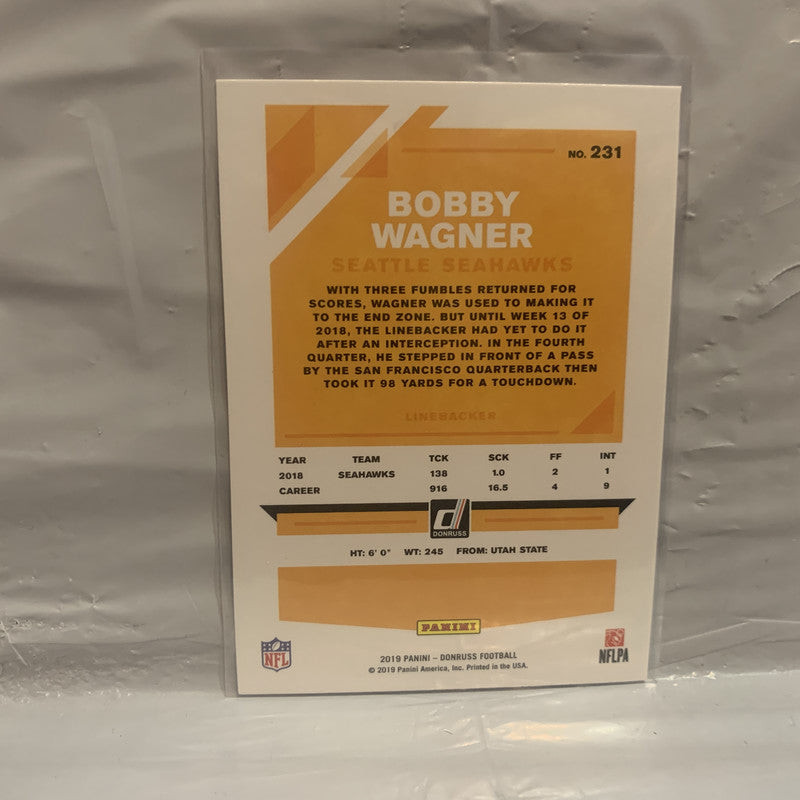 NO. 231
BOBBY
WAGNER
SEATTLE SEAHAWKS
WITH THREE FUMBLES RETURNED FOR
SCORES, WAGNER WAS USED TO MAKING IT
TO THE END ZONE. BUT UNTIL WEEK 13 OF
2018, THE LINEBACKER HAD YET TO DO IT
AFTER AN INTERCEPTION. IN THE FOURTH
QUARTER, HE STEPPED IN FRONT OF A PASS
BY THE SAN FRANCISCO QUARTERBACK THEN
TOOK IT 98 YARDS FOR A TOUCHDOWN.
LINEBACKER
YEAR TEAM TCK SCK FF INT
2018 SEAHAWKS 138 1.0 2 1
CAREER 916 16.5 4 9
d
DONRUSS
HT: 6' 0" WT: 245 FROM: UTAH STATE
PANINI
NFL
NFLPA
2019 PANINI – DONRUSS FOOTBALL
© 2019 Panini America, Inc. Printed in the USA.